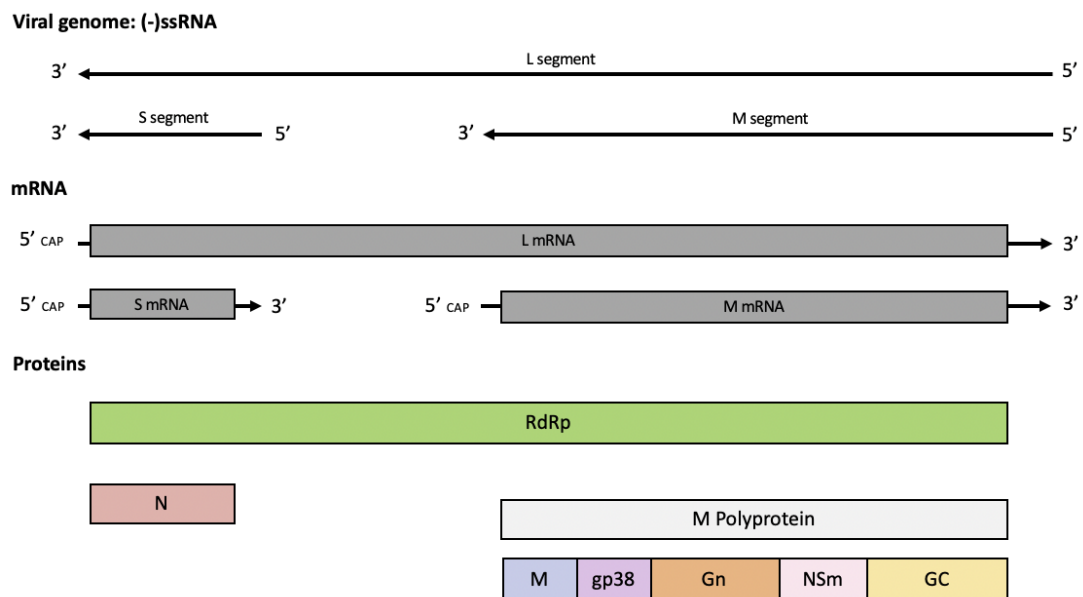 Viral genome: (-)ssRNA
L segment
3’ 5’
S segment M segment
3’ 5’ 3’ 5’
mRNA
5’ CAP L mRNA 3’
5’ CAP S mRNA 3’ 5’ CAP M mRNA 3’
Proteins
RdRp
N
M Polyprotein
M gp38 Gn NSm GC